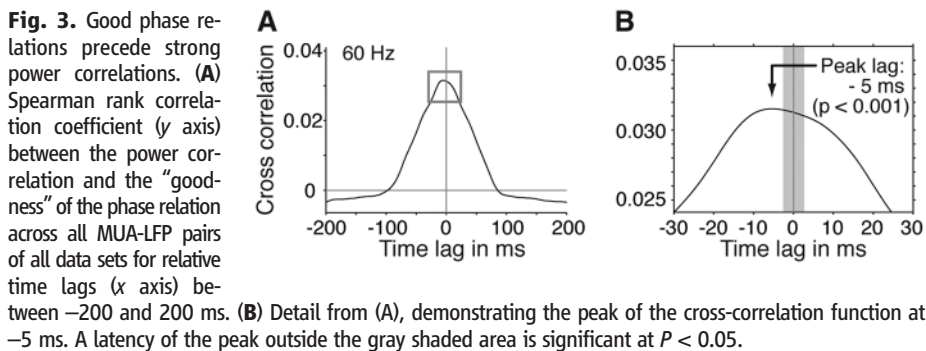 Fig. 3. Good phase re-
lations precede strong
power correlations. (A)
Spearman rank correla-
tion coefficient (y axis)
between the power cor-
relation and the “good-
ness” of the phase relation
across all MUA-LFP pairs
of all data sets for relative
time lags (x axis) be-
tween −200 and 200 ms. (B) Detail from (A), demonstrating the peak of the cross-correlation function at
−5 ms. A latency of the peak outside the gray shaded area is significant at P < 0.05.
A
60 Hz
Cross correlation
0.04
0.02
0
-200 -100 0 100 200
Time lag in ms
B
0.035
0.030
0.025
Peak lag:
- 5 ms
(p < 0.001)
-30 -20 -10 0 10 20 30
Time lag in ms